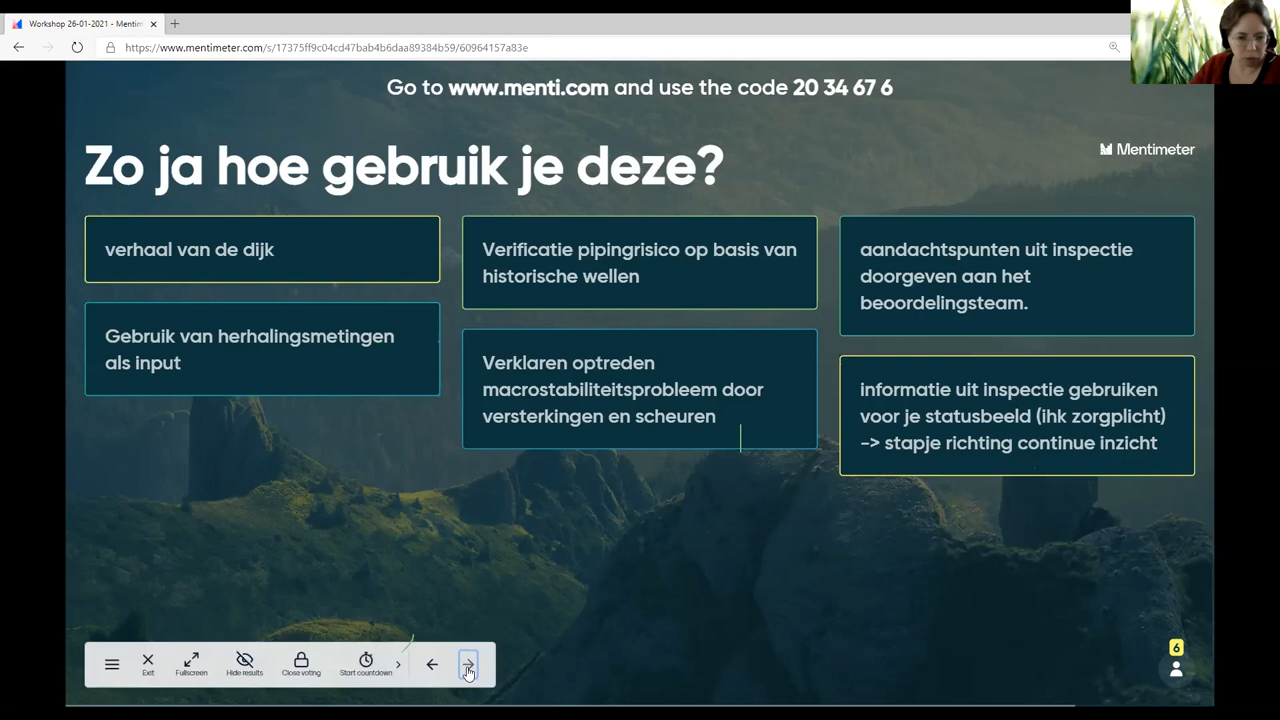 Workshop 26-01-2021 - Mentim
https://www.mentimeter.com/s/17375ff9c04cd47bab4b6daa89384b59/60964157a83e
Go to www.menti.com and use the code 20 34 67 6
Zo ja hoe gebruik je deze?
Mentimeter
verhaal van de dijk
Gebruik van herhalingsmetingen
als input
Verificatie pipingrisico op basis van
historische wellen
Verklaren optreden
macrostabiliteitsprobleem door
versterkingen en scheuren
aandachtspunten uit inspectie
doorgeven aan het
beoordelingsteam.
informatie uit inspectie gebruiken
voor je statusbeeld (ihk zorgplicht)
-> stapje richting continue inzicht
Exit
Fullscreen
Hide results
Close voting
Start countdown
6